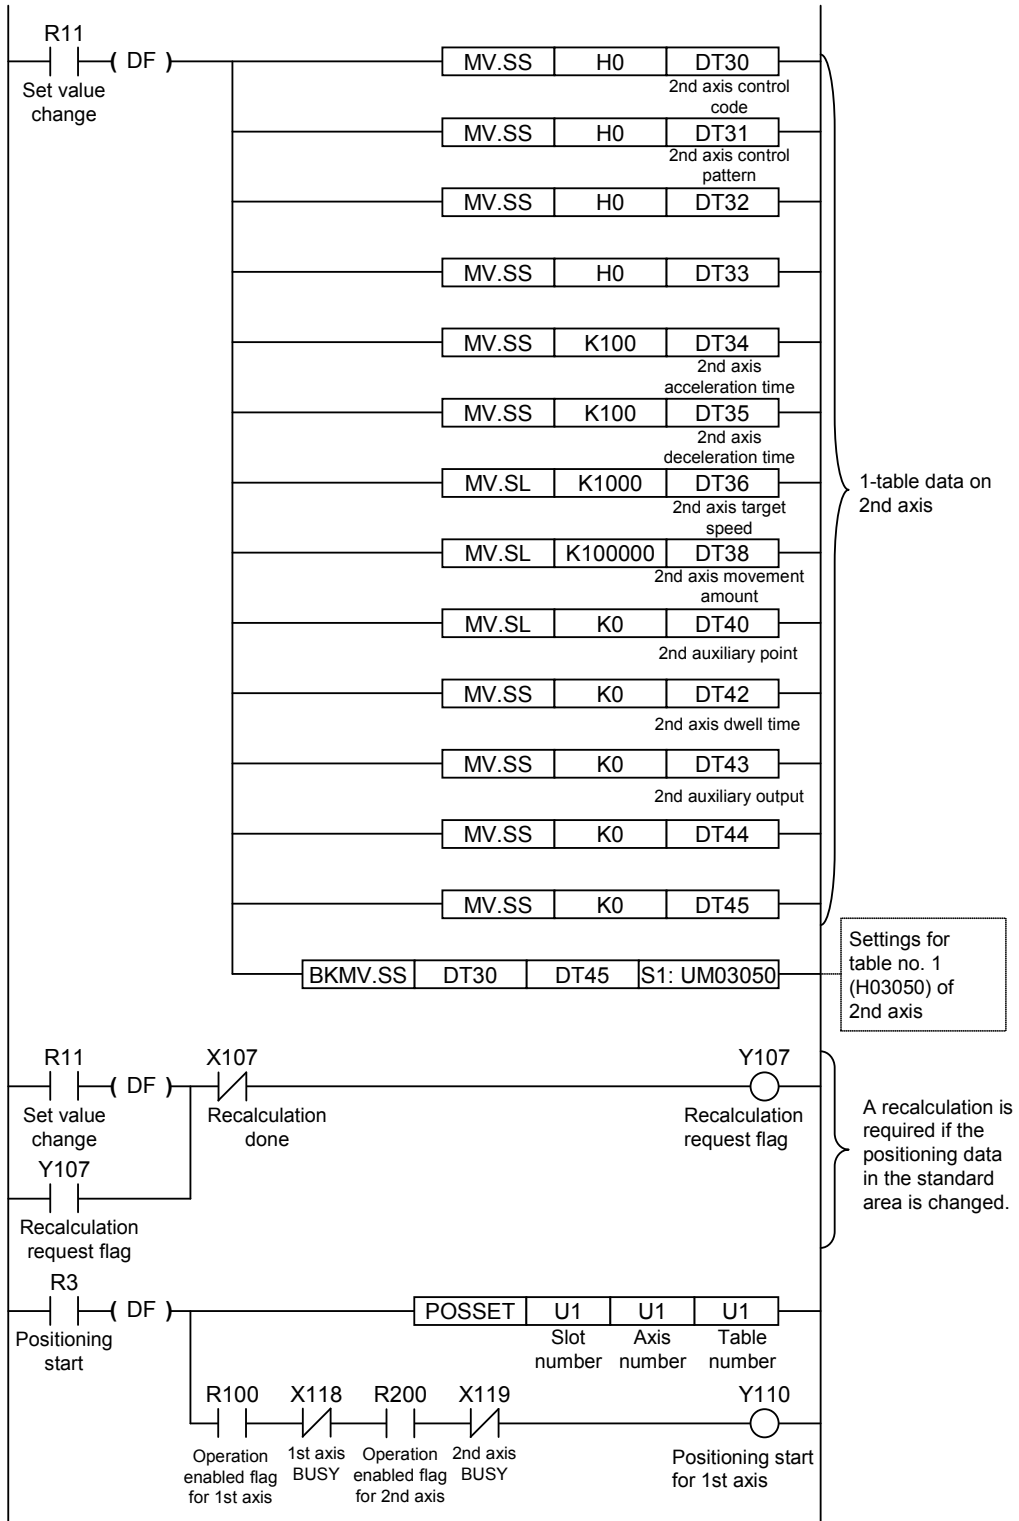 R11
( DF )
Set value
change
MV.SS H0 DT30
2nd axis control
code
MV.SS H0 DT31
2nd axis control
pattern
MV.SS H0 DT32
MV.SS H0 DT33
MV.SS K100 DT34
2nd axis
acceleration time
MV.SS K100 DT35
2nd axis
deceleration time
MV.SL K1000 DT36
2nd axis target
speed
MV.SL K100000 DT38
2nd axis movement
amount
MV.SL K0 DT40
2nd auxiliary point
MV.SS K0 DT42
2nd axis dwell time
MV.SS K0 DT43
2nd auxiliary output
MV.SS K0 DT44
MV.SS K0 DT45
1-table data on
2nd axis
BKMV.SS DT30 DT45 S1: UM03050
Settings for
table no. 1
(H03050) of
2nd axis
R11
( DF )
Set value
change
X107
Recalculation
done
Y107
Recalculation
request flag
Y107
Recalculation
request flag
A recalculation is
required if the
positioning data
in the standard
area is changed.
R3
( DF )
Positioning
start
POSSET U1 U1 U1
Slot
number
Axis
number
Table
number
R100
Operation
enabled flag
for 1st axis
X118
1st axis
BUSY
R200
Operation
enabled flag
for 2nd axis
X119
2nd axis
BUSY
Y110
Positioning start
for 1st axis